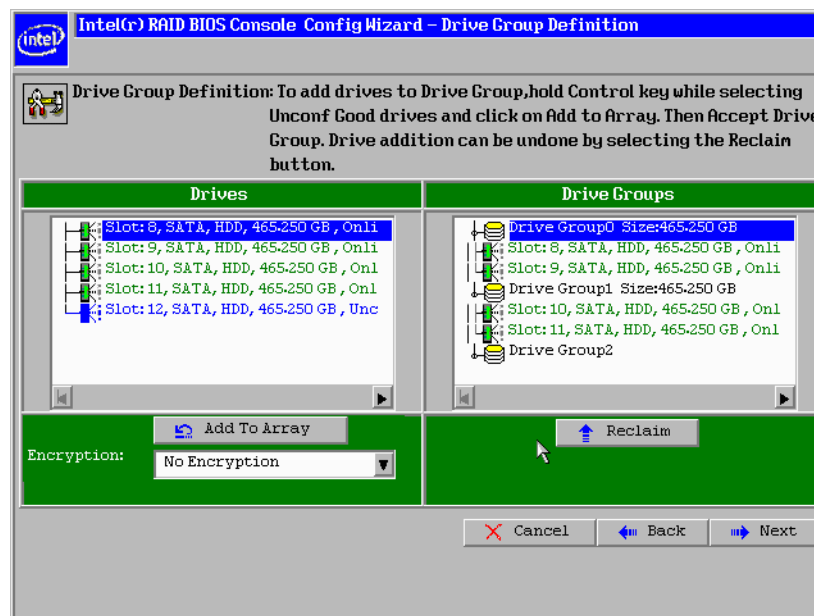 intel
Intel(r) RAID BIOS Console Config Wizard – Drive Group Definition
Drive Group Definition: To add drives to Drive Group,hold Control key while selecting
Unconf Good drives and click on Add to Array. Then Accept Drive
Group. Drive addition can be undone by selecting the Reclaim
button.
Drives
Slot: 8, SATA, HDD, 465.250 GB , Onli
Slot: 9, SATA, HDD, 465.250 GB , Onli
Slot: 10, SATA, HDD, 465.250 GB , Onl
Slot: 11, SATA, HDD, 465.250 GB , Onl
Slot: 12, SATA, HDD, 465.250 GB , Unc
Add To Array
Encryption:
No Encryption
Drive Groups
Drive Group0 Size:465.250 GB
Slot: 8, SATA, HDD, 465.250 GB , Onli
Slot: 9, SATA, HDD, 465.250 GB , Onli
Drive Group1 Size:465.250 GB
Slot: 10, SATA, HDD, 465.250 GB , Onl
Slot: 11, SATA, HDD, 465.250 GB , Onl
Drive Group2
Reclaim
Cancel
Back
Next